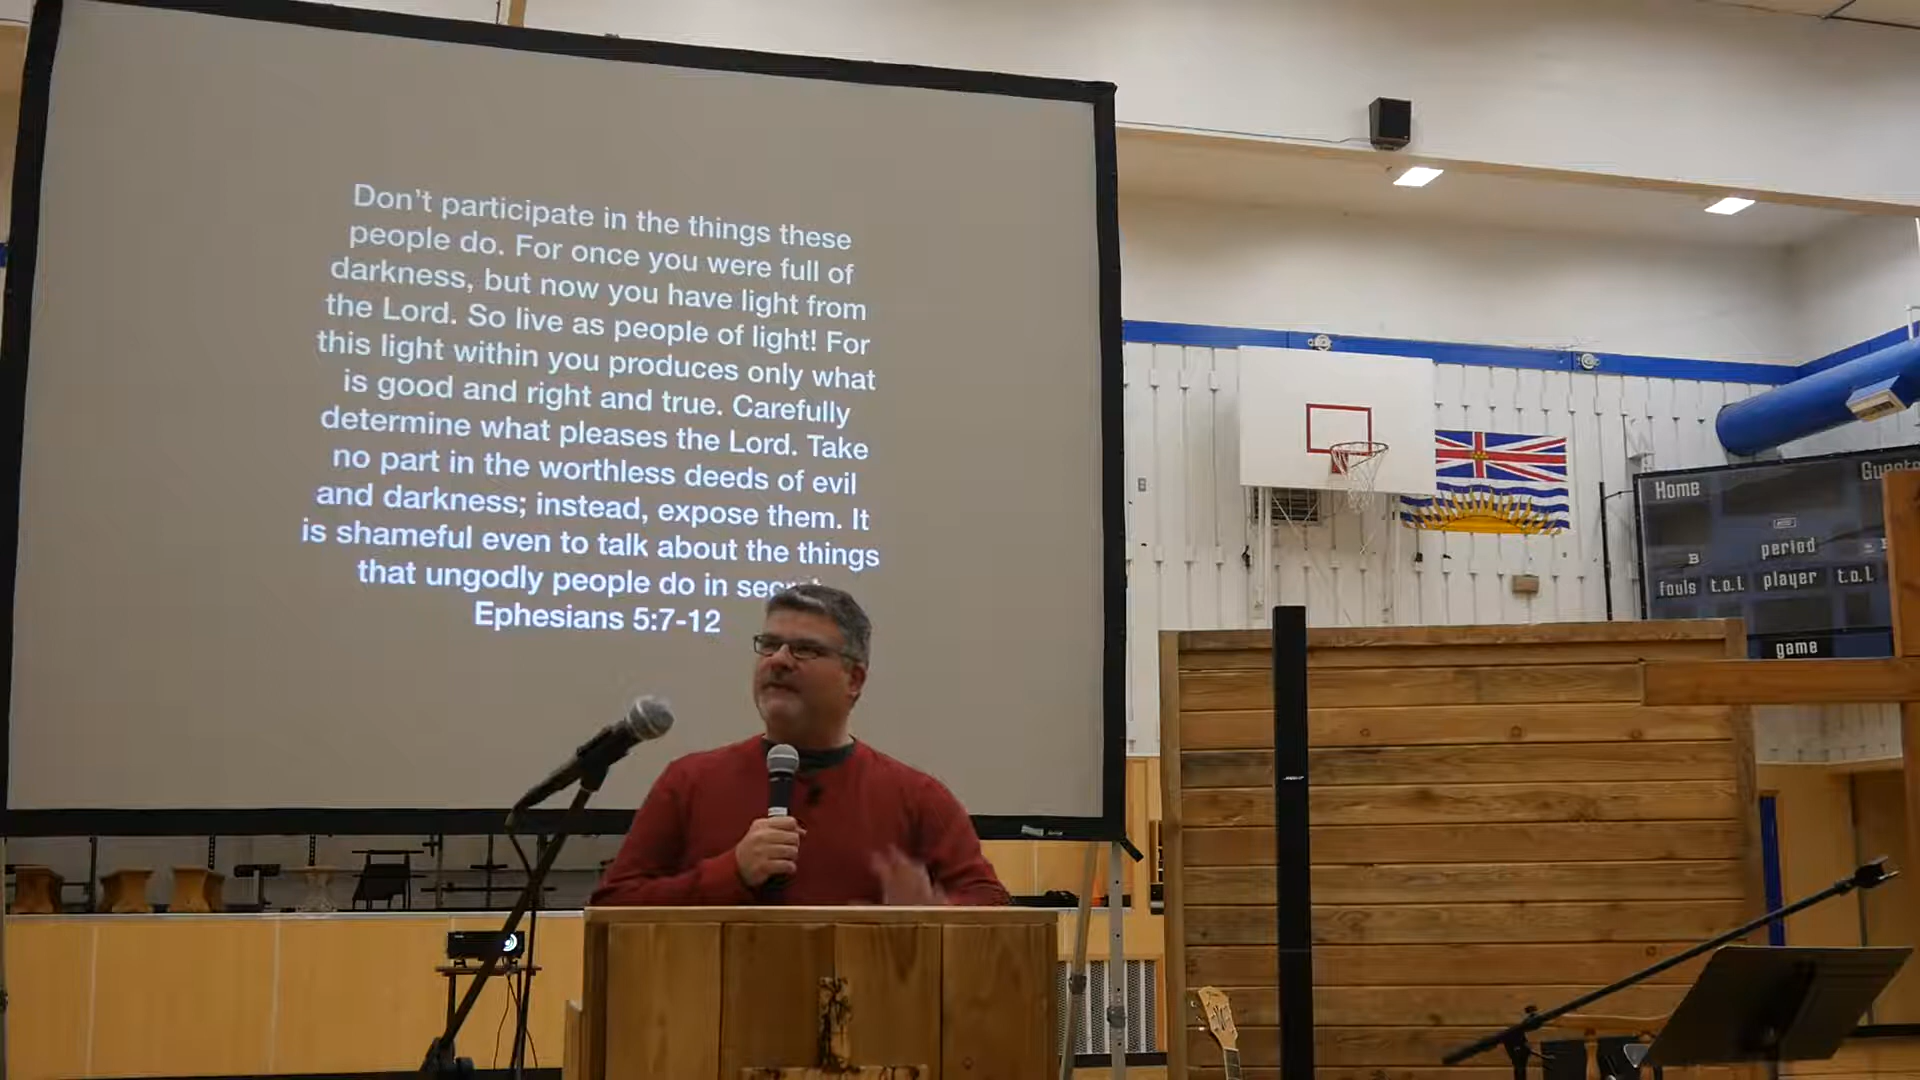 Don't participate in the things these
people do. For once you were full of
darkness, but now you have light from
the Lord. So live as people of light! For
this light within you produces only what
is good and right and true. Carefully
determine what pleases the Lord. Take
no part in the worthless deeds of evil
and darkness; instead, expose them. It
is shameful even to talk about the things
that ungodly people do in
Ephesians 5:7-12
Home
period
B
fouls t.o.l player t.o.l
game